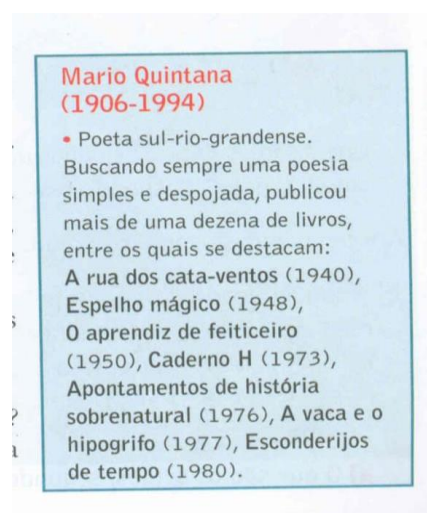 Mario Quintana
(1906-1994)
• Poeta sul-rio-grandense.
Buscando sempre uma poesia
simples e despojada, publicou
mais de uma dezena de livros,
entre os quais se destacam:
A rua dos cata-ventos (1940),
Espelho mágico (1948),
O aprendiz de feiticeiro
(1950), Caderno H (1973),
Apontamentos de história
sobrenatural (1976), A vaca e o
hipogrifo (1977), Esconderijos
de tempo (1980).